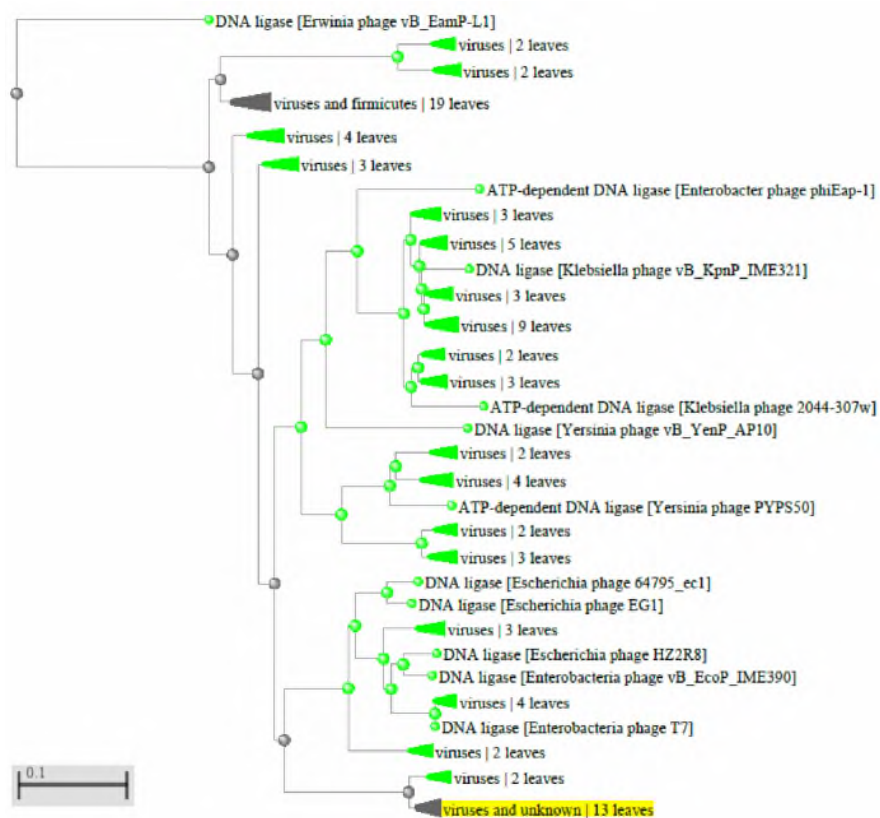 DNA ligase [Erwinia phage vB_EamP-L1]
viruses | 2 leaves
viruses | 2 leaves
viruses and firmicutes | 19 leaves
viruses | 4 leaves
viruses | 3 leaves
ATP-dependent DNA ligase [Enterobacter phage phiEap-1]
viruses | 3 leaves
viruses | 5 leaves
DNA ligase [Klebsiella phage vB_KpnP_IME321]
viruses | 3 leaves
viruses | 9 leaves
viruses | 2 leaves
viruses | 3 leaves
ATP-dependent DNA ligase [Klebsiella phage 2044-307w]
DNA ligase [Yersinia phage vB_YenP_AP10]
viruses | 2 leaves
viruses | 4 leaves
ATP-dependent DNA ligase [Yersinia phage PYPS50]
viruses | 2 leaves
viruses | 3 leaves
DNA ligase [Escherichia phage 64795_ec1]
DNA ligase [Escherichia phage EG1]
viruses | 3 leaves
DNA ligase [Escherichia phage HZ2R8]
DNA ligase [Enterobacteria phage vB_EcoP_IME390]
viruses | 4 leaves
DNA ligase [Enterobacteria phage T7]
viruses | 2 leaves
viruses | 2 leaves
0.1
viruses and unknown | 13 leaves